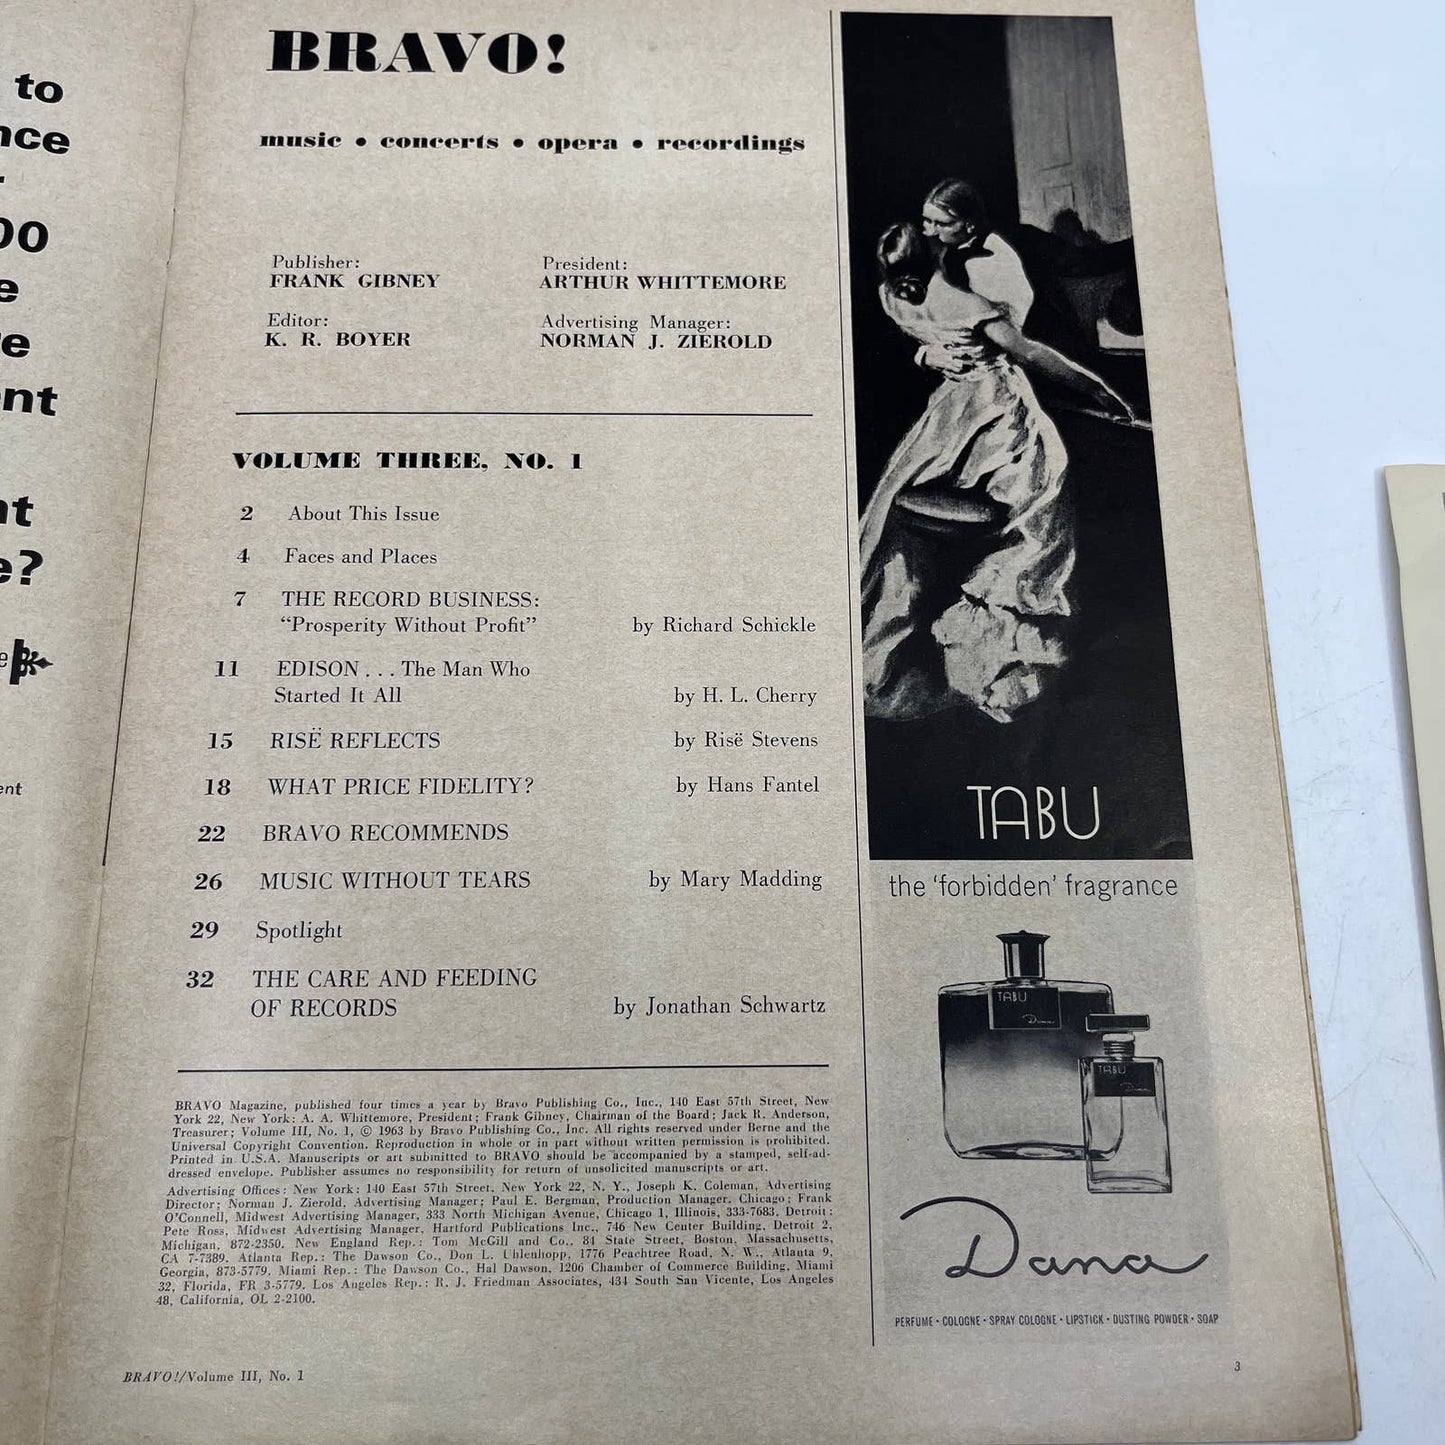 to
nce
00
e
re
ent
at
e?
e
ent
BRAVO!
music • concerts • opera • recordings
Publisher:
FRANK GIBNEY
President:
ARTHUR WHITTEMORE
Editor:
K. R. BOYER
Advertising Manager:
NORMAN J. ZIEROLD
VOLUME THREE, NO. 1
2 About This Issue
4 Faces and Places
7 THE RECORD BUSINESS:
“Prosperity Without Profit” by Richard Schickle
11 EDISON . . . The Man Who
Started It All by H. L. Cherry
15 RISË REFLECTS by Risë Stevens
18 WHAT PRICE FIDELITY? by Hans Fantel
22 BRAVO RECOMMENDS
26 MUSIC WITHOUT TEARS by Mary Madding
29 Spotlight
32 THE CARE AND FEEDING
OF RECORDS by Jonathan Schwartz
BRAVO Magazine, published four times a year by Bravo Publishing Co., Inc., 140 East 57th Street, New
York 22, New York: A. A. Whittemore, President; Frank Gibney, Chairman of the Board; Jack R. Anderson,
Treasurer; Volume III, No. 1, © 1963 by Bravo Publishing Co., Inc. All rights reserved under Berne and the
Universal Copyright Convention. Reproduction in whole or in part without written permission is prohibited.
Printed in U.S.A. Manuscripts or art submitted to BRAVO should be accompanied by a stamped, self-ad-
dressed envelope. Publisher assumes no responsibility for return of unsolicited manuscripts or art.
Advertising Offices: New York: 140 East 57th Street, New York 22, N. Y., Joseph K. Coleman, Advertising
Director; Norman J. Zierold, Advertising Manager; Paul E. Bergman, Production Manager. Chicago; Frank
O'Connell, Midwest Advertising Manager, 333 North Michigan Avenue, Chicago 1, Illinois, 333-7683. Detroit:
Pete Ross, Midwest Advertising Manager, Hartford Publications Inc., 746 New Center Building, Detroit 2,
Michigan, 872-2350. New England Rep.: Tom McGill and Co., 84 State Street, Boston, Massachusetts,
CA 7-7389. Atlanta Rep.: The Dawson Co., Don L. Uhlenhopp, 1776 Peachtree Road, N. W., Atlanta 9,
Georgia, 873-5779. Miami Rep.: The Dawson Co., Hal Dawson, 1206 Chamber of Commerce Building, Miami
32, Florida, FR 3-5779. Los Angeles Rep.: R. J. Friedman Associates, 434 South San Vicente, Los Angeles
48, California, OL 2-2100.
BRAVO!/Volume III, No. 1
TABU
the ‘forbidden’ fragrance
TABU
Dana
TABU
Dana
Dana
PERFUME • COLOGNE • SPRAY COLOGNE • LIPSTICK • DUSTING POWDER • SOAP
3